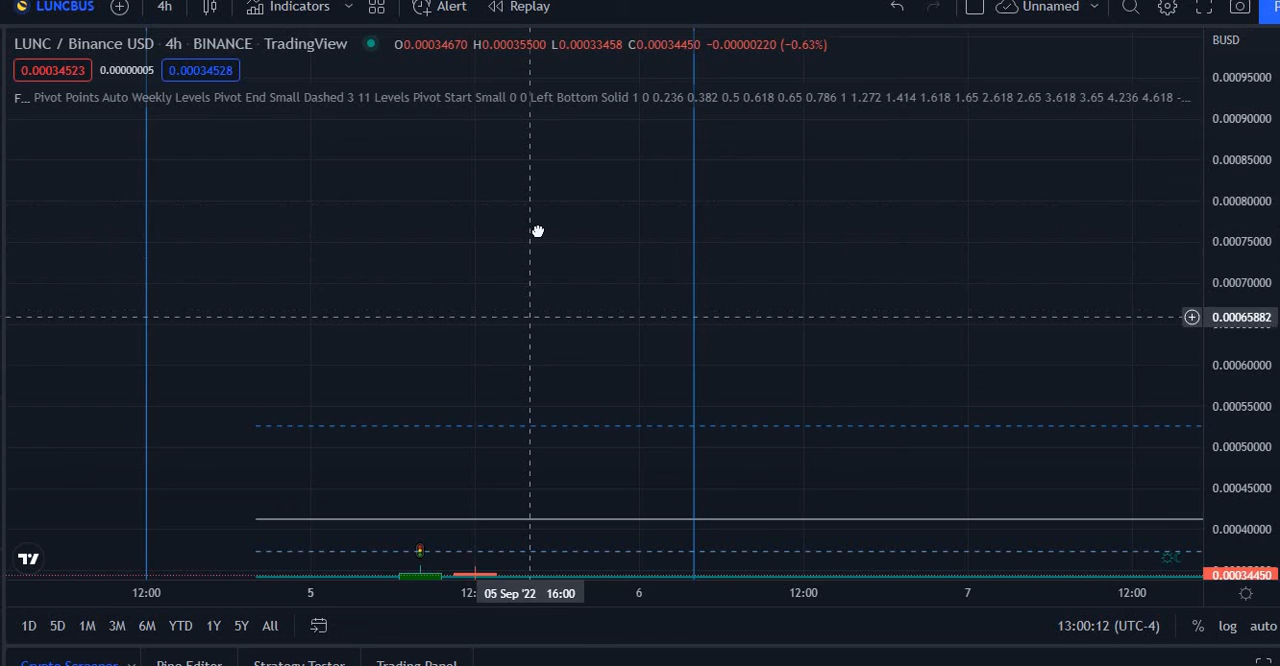 LUNCBUS 4h Indicators Alert Replay Unnamed
LUNC / Binance USD · 4h · BINANCE · TradingView O0.00034670 H0.00035500 L0.00033458 C0.00034450 −0.00000220 (−0.63%) BUSD
0.00034523 0.00000005 0.00034528
0.00095000
F... Pivot Points Auto Weekly Levels Pivot End Small Dashed 3 11 Levels Pivot Start Small 0 0 Left Bottom Solid 1 0 0.236 0.382 0.5 0.618 0.65 0.786 1 1.272 1.414 1.618 1.65 2.618 2.65 3.618 3.65 4.236 4.618 -...
0.00090000
0.00085000
0.00080000
0.00075000
0.00070000
0.00065882
0.00060000
0.00055000
0.00050000
0.00045000
0.00040000
0.00034450
12:00 5 12: 05 Sep '22 16:00 6 12:00 7 12:00
1D 5D 1M 3M 6M YTD 1Y 5Y All 13:00:12 (UTC-4) % log auto
Crypto Screener Pine Editor Strategy Tester Trading Panel